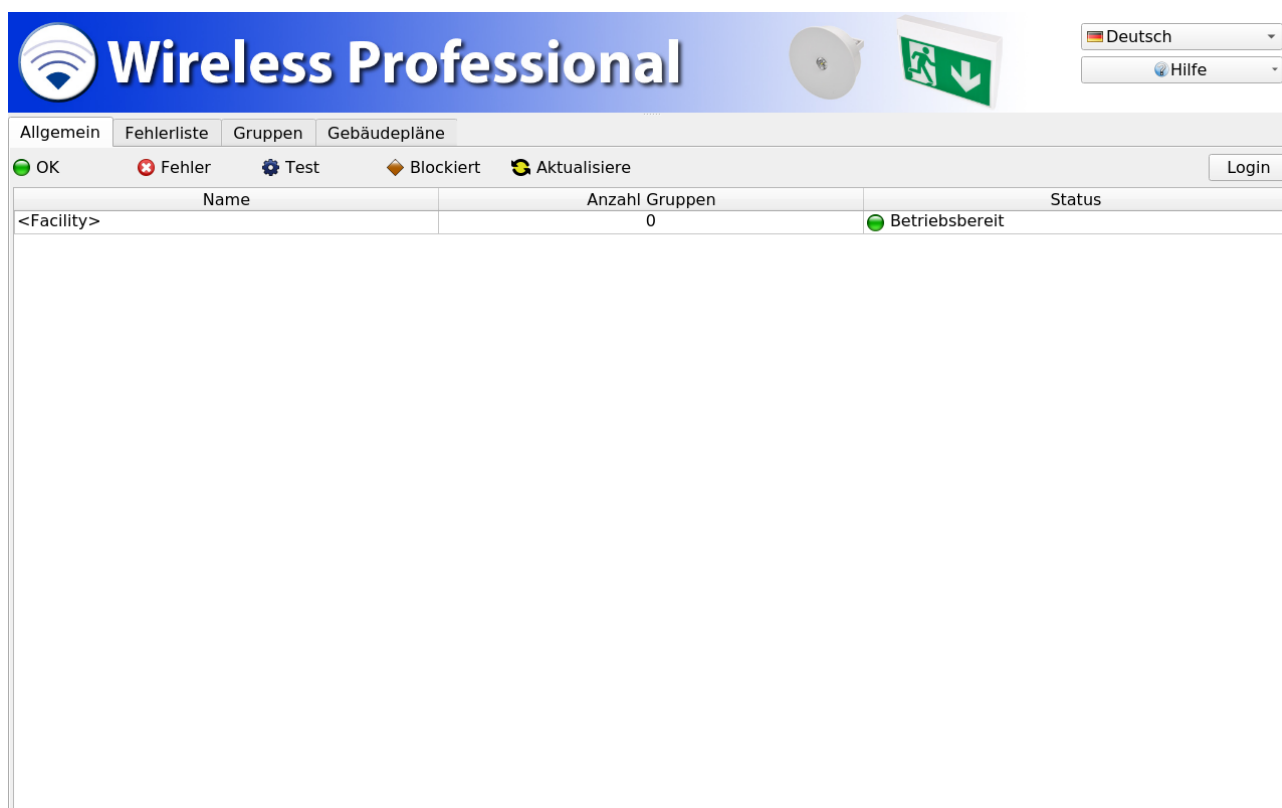 Wireless Professional
Deutsch
Hilfe
Allgemein Fehlerliste Gruppen Gebäudepläne
OK Fehler Test Blockiert Aktualisiere Login
Name Anzahl Gruppen Status
<Facility> 0 Betriebsbereit